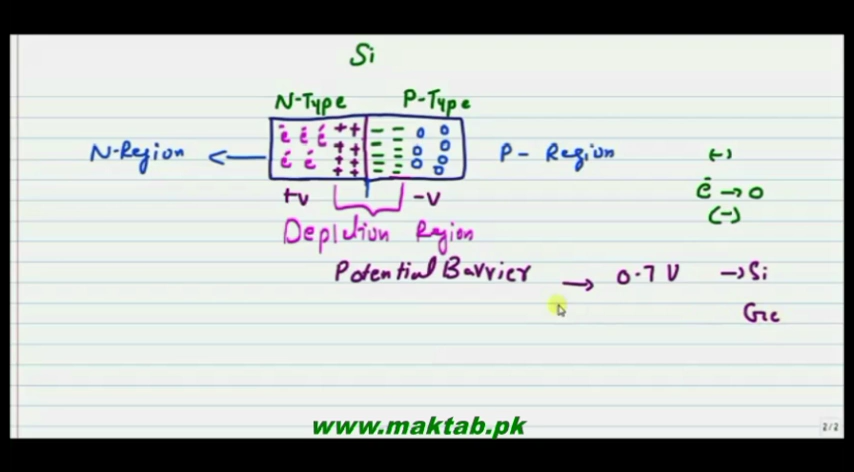 Si
N-Type P-Type
N-Region P-Region
+v -v
Depletion Region
Potential Barrier → 0.7 V → Si
Ge
(-)
e → o
(-)
www.maktab.pk
2/2